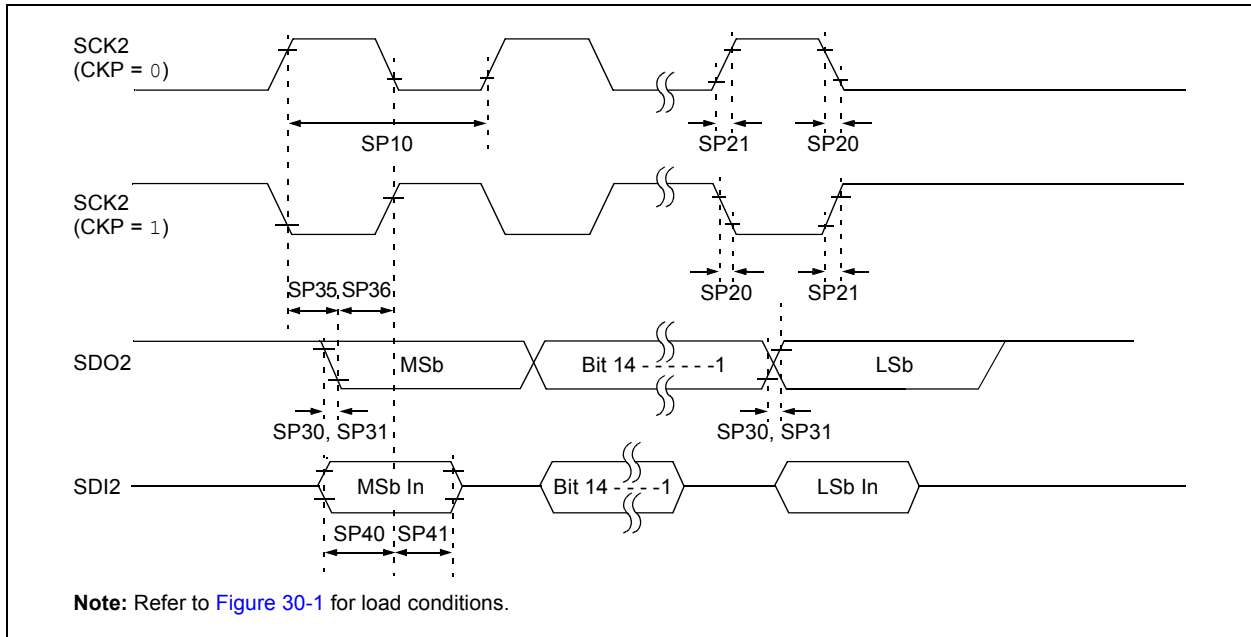 SCK2
(CKP = 0)
SP10
SP21
SP20
SCK2
(CKP = 1)
SP35
SP36
SP20
SP21
SDO2
MSb
Bit 14 - - - - - -1
LSb
SP30, SP31
SP30, SP31
SDI2
MSb In
Bit 14 - - - -1
LSb In
SP40
SP41
Note: Refer to Figure 30-1 for load conditions.